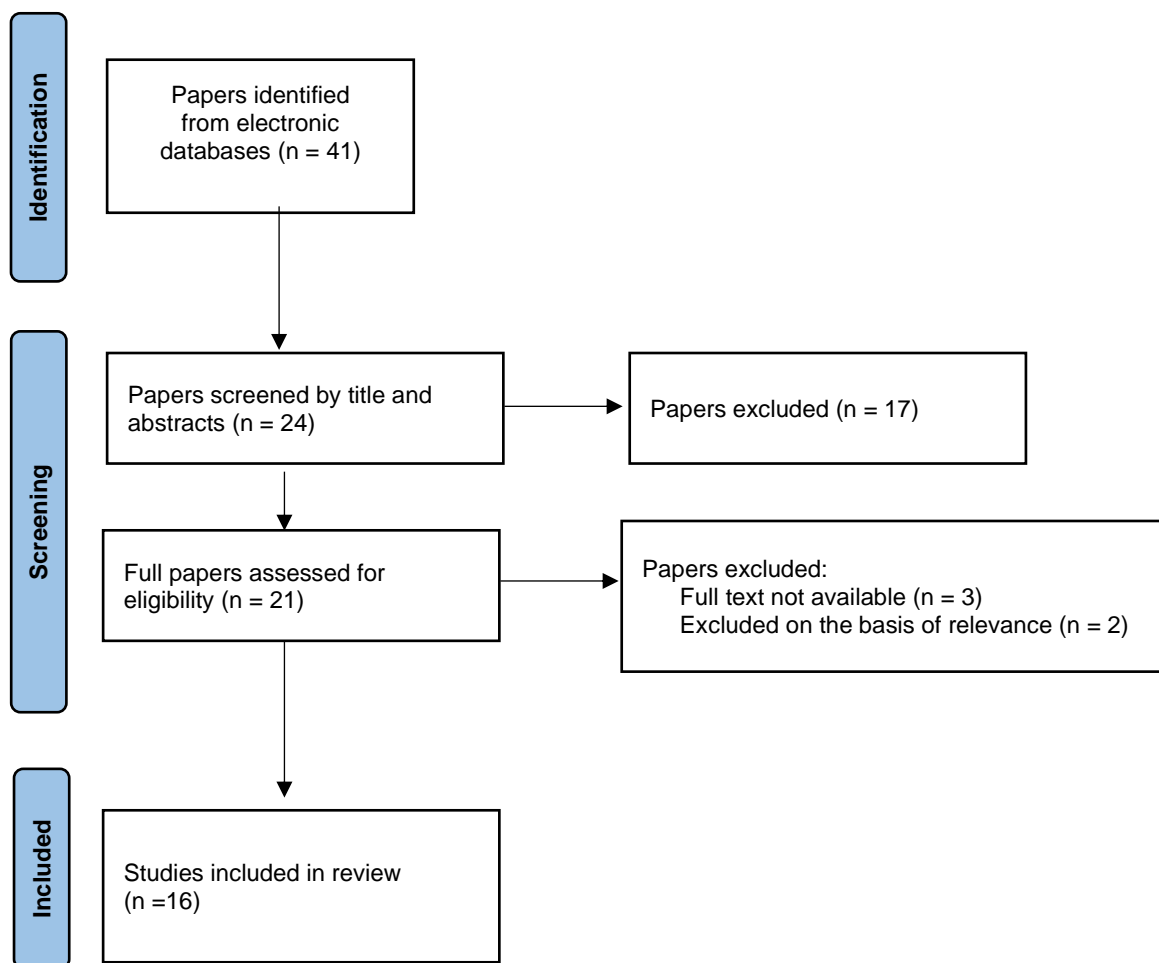 Identification
Papers identified
from electronic
databases (n = 41)
Screening
Papers screened by title and
abstracts (n = 24)
Papers excluded (n = 17)
Full papers assessed for
eligibility (n = 21)
Papers excluded:
Full text not available (n = 3)
Excluded on the basis of relevance (n = 2)
Included
Studies included in review
(n =16)